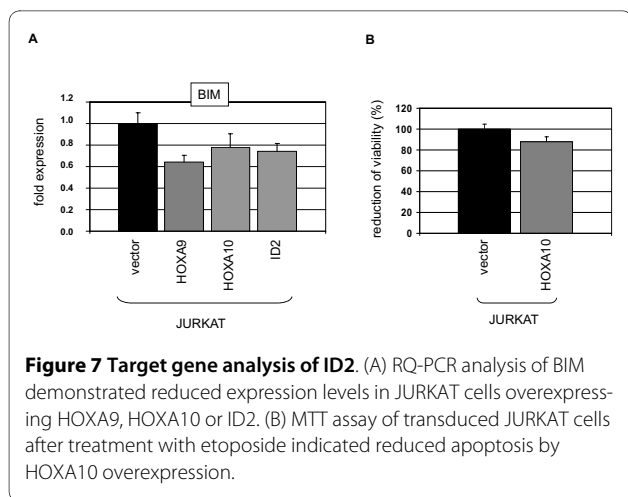 A
BIM
fold expression
1.2
1.0
0.8
0.6
0.4
0.2
0.0
vector
HOXA9
HOXA10
ID2
JURKAT
B
reduction of viability (%)
120
100
80
60
40
20
0
vector
HOXA10
JURKAT
Figure 7 Target gene analysis of ID2. (A) RQ-PCR analysis of BIM
demonstrated reduced expression levels in JURKAT cells overexpress-
ing HOXA9, HOXA10 or ID2. (B) MTT assay of transduced JURKAT cells
after treatment with etoposide indicated reduced apoptosis by
HOXA10 overexpression.